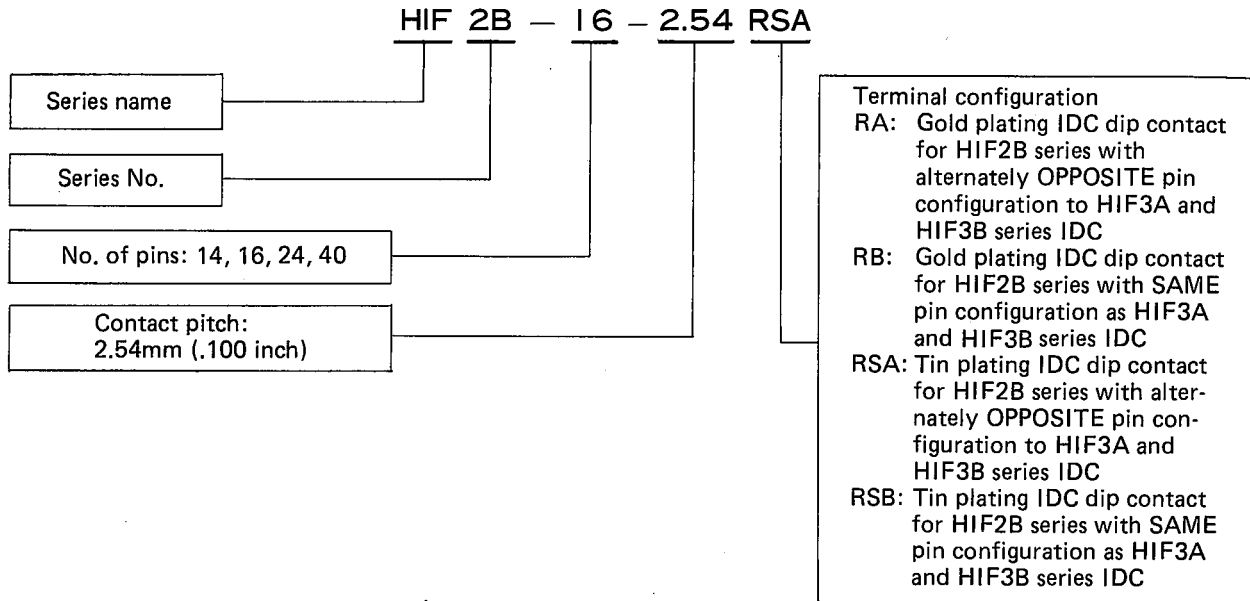 HIF 2B - 16 - 2.54 RSA
Series name
Series No.
No. of pins: 14, 16, 24, 40
Contact pitch:
2.54mm (.100 inch)
Terminal configuration
RA: Gold plating IDC dip contact
for HIF2B series with
alternately OPPOSITE pin
configuration to HIF3A and
HIF3B series IDC
RB: Gold plating IDC dip contact
for HIF2B series with SAME
pin configuration as HIF3A
and HIF3B series IDC
RSA: Tin plating IDC dip contact
for HIF2B series with alter-
nately OPPOSITE pin con-
figuration to HIF3A and
HIF3B series IDC
RSB: Tin plating IDC dip contact
for HIF2B series with SAME
pin configuration as HIF3A
and HIF3B series IDC